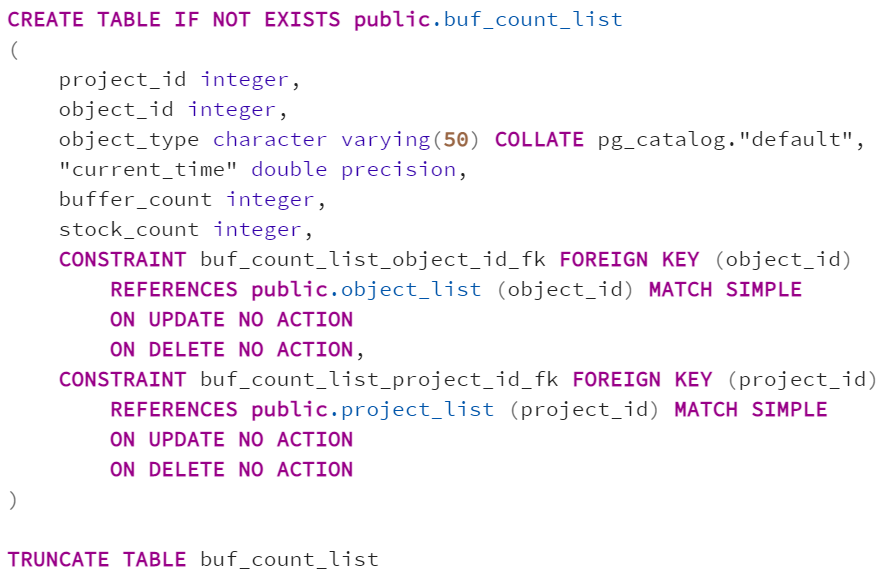 CREATE TABLE IF NOT EXISTS public.buf_count_list
(
    project_id integer,
    object_id integer,
    object_type character varying(50) COLLATE pg_catalog."default",
    "current_time" double precision,
    buffer_count integer,
    stock_count integer,
    CONSTRAINT buf_count_list_object_id_fk FOREIGN KEY (object_id)
        REFERENCES public.object_list (object_id) MATCH SIMPLE
        ON UPDATE NO ACTION
        ON DELETE NO ACTION,
    CONSTRAINT buf_count_list_project_id_fk FOREIGN KEY (project_id)
        REFERENCES public.project_list (project_id) MATCH SIMPLE
        ON UPDATE NO ACTION
        ON DELETE NO ACTION
)
TRUNCATE TABLE buf_count_list